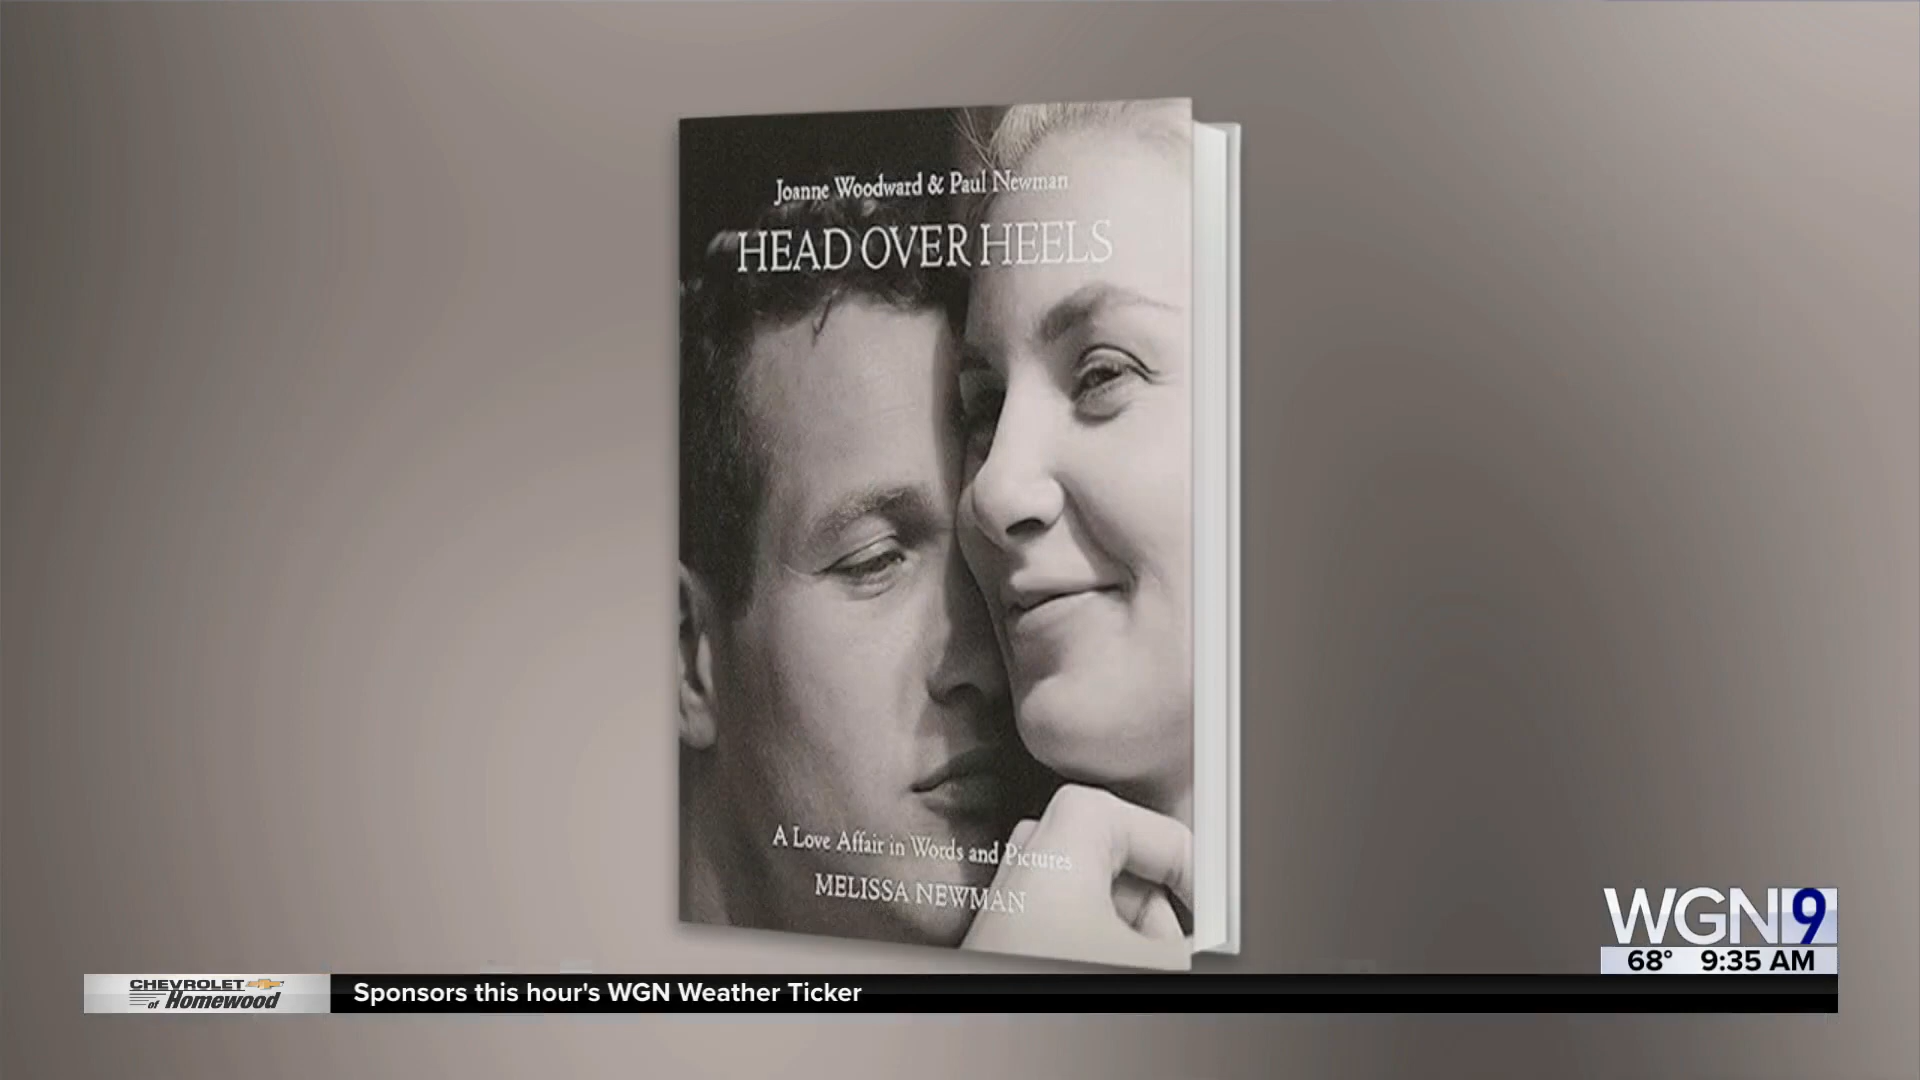 Joanne Woodward & Paul Newman
HEAD OVER HEELS
A Love Affair in Words and Pictures
MELISSA NEWMAN
WGN9
68° 9:35 AM
CHEVROLET
of Homewood
Sponsors this hour's WGN Weather Ticker